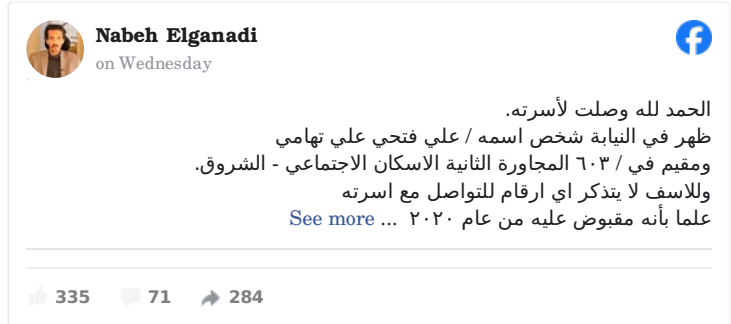 Nabeh Elganadi
on Wednesday
الحمد لله وصلت لأسرته.
ظهر في النيابة شخص اسمه / علي فتحي علي تهامي
ومقيم في / ٦٠٣ المجاورة الثانية الاسكان الاجتماعي - الشروق.
وللاسف لا يتذكر اي ارقام للتواصل مع اسرته
علما بأنه مقبوض عليه من عام ٢٠٢٠ ... See more
335 71 284